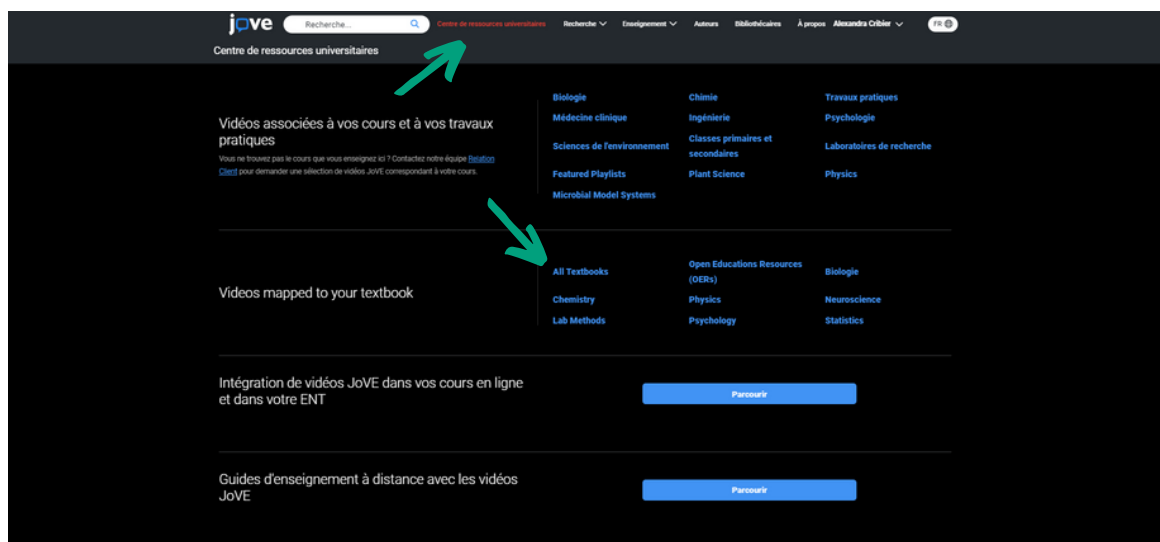 jove
Recherche...
Centre de ressources universitaires
Recherche
Enseignement
Auteurs
Bibliothécaires
À propos
Alexandra Cribier
FR
Centre de ressources universitaires
Vidéos associées à vos cours et à vos travaux
pratiques
Vous ne trouvez pas le cours que vous enseignez ici ? Contactez notre équipe Relation
Client pour demander une sélection de vidéos JoVE correspondant à votre cours.
Biologie
Chimie
Travaux pratiques
Médecine clinique
Ingénierie
Psychologie
Sciences de l'environnement
Classes primaires et
secondaires
Laboratoires de recherche
Featured Playlists
Plant Science
Physics
Microbial Model Systems
Videos mapped to your textbook
All Textbooks
Open Educations Resources
(OERs)
Biologie
Chemistry
Physics
Neuroscience
Lab Methods
Psychology
Statistics
Intégration de vidéos JoVE dans vos cours en ligne
et dans votre ENT
Parcourir
Guides d'enseignement à distance avec les vidéos
JoVE
Parcourir